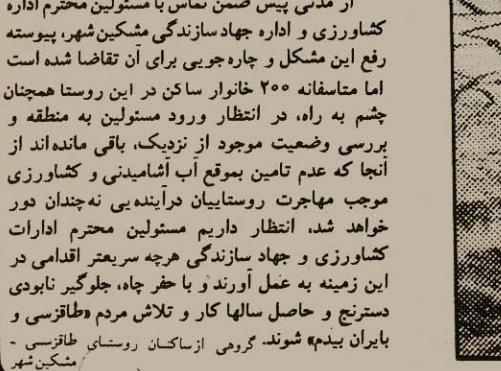 از مدتی پیش ضمن تماس با مسئولین محترم اداره
کشاورزی و اداره جهاد سازندگی مشکین شهر، پیوسته
رفع این مشکل و چاره جویی برای آن تقاضا شده است
اما متاسفانه ۲۰۰ خانوار ساکن در این روستا همچنان
چشم به راه، در انتظار ورود مسئولین به منطقه و
بررسی وضعیت موجود از نزدیک، باقی مانده اند از
آنجا که عدم تامین بموقع آب آشامیدنی و کشاورزی
موجب مهاجرت روستاییان درآینده یی نه چندان دور
خواهد شد، انتظار داریم مسئولین محترم ادارات
کشاورزی و جهاد سازندگی هرچه سریعتر اقدامی در
این زمینه به عمل آورند و با حفر چاه، جلوگیر نابودی
دسترنج و حاصل سالها کار و تلاش مردم «طاقزسی و
بایران بیدم» شوند. گروهی ازساکنان روستای طاقزسی -
مشکین شهر